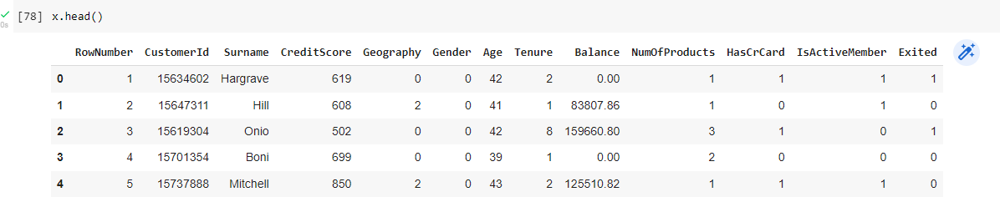 [78] x.head()
0s
RowNumber CustomerId Surname CreditScore Geography Gender Age Tenure Balance NumOfProducts HasCrCard IsActiveMember Exited
0 1 15634602 Hargrave 619 0 0 42 2 0.00 1 1 1 1
1 2 15647311 Hill 608 2 0 41 1 83807.86 1 0 1 0
2 3 15619304 Onio 502 0 0 42 8 159660.80 3 1 0 1
3 4 15701354 Boni 699 0 0 39 1 0.00 2 0 0 0
4 5 15737888 Mitchell 850 2 0 43 2 125510.82 1 1 1 0